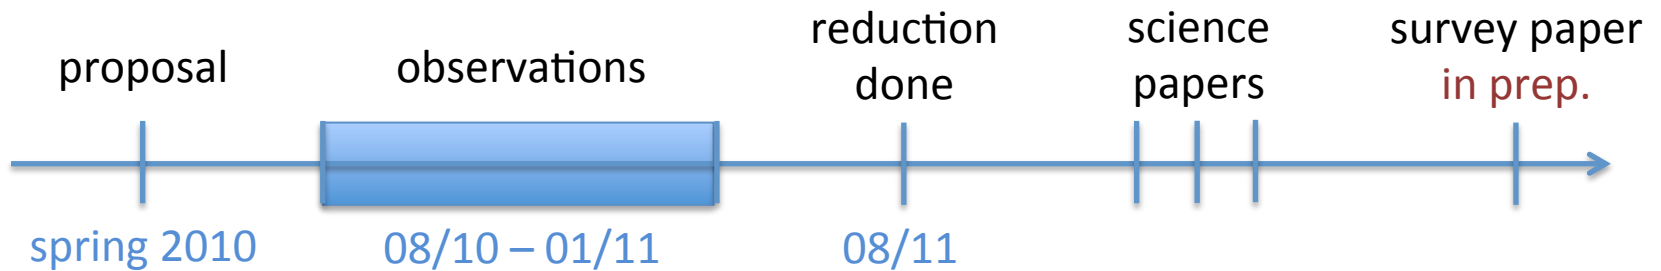 proposal
spring 2010
observations
08/10 – 01/11
reduction
done
08/11
science
papers
survey paper
in prep.